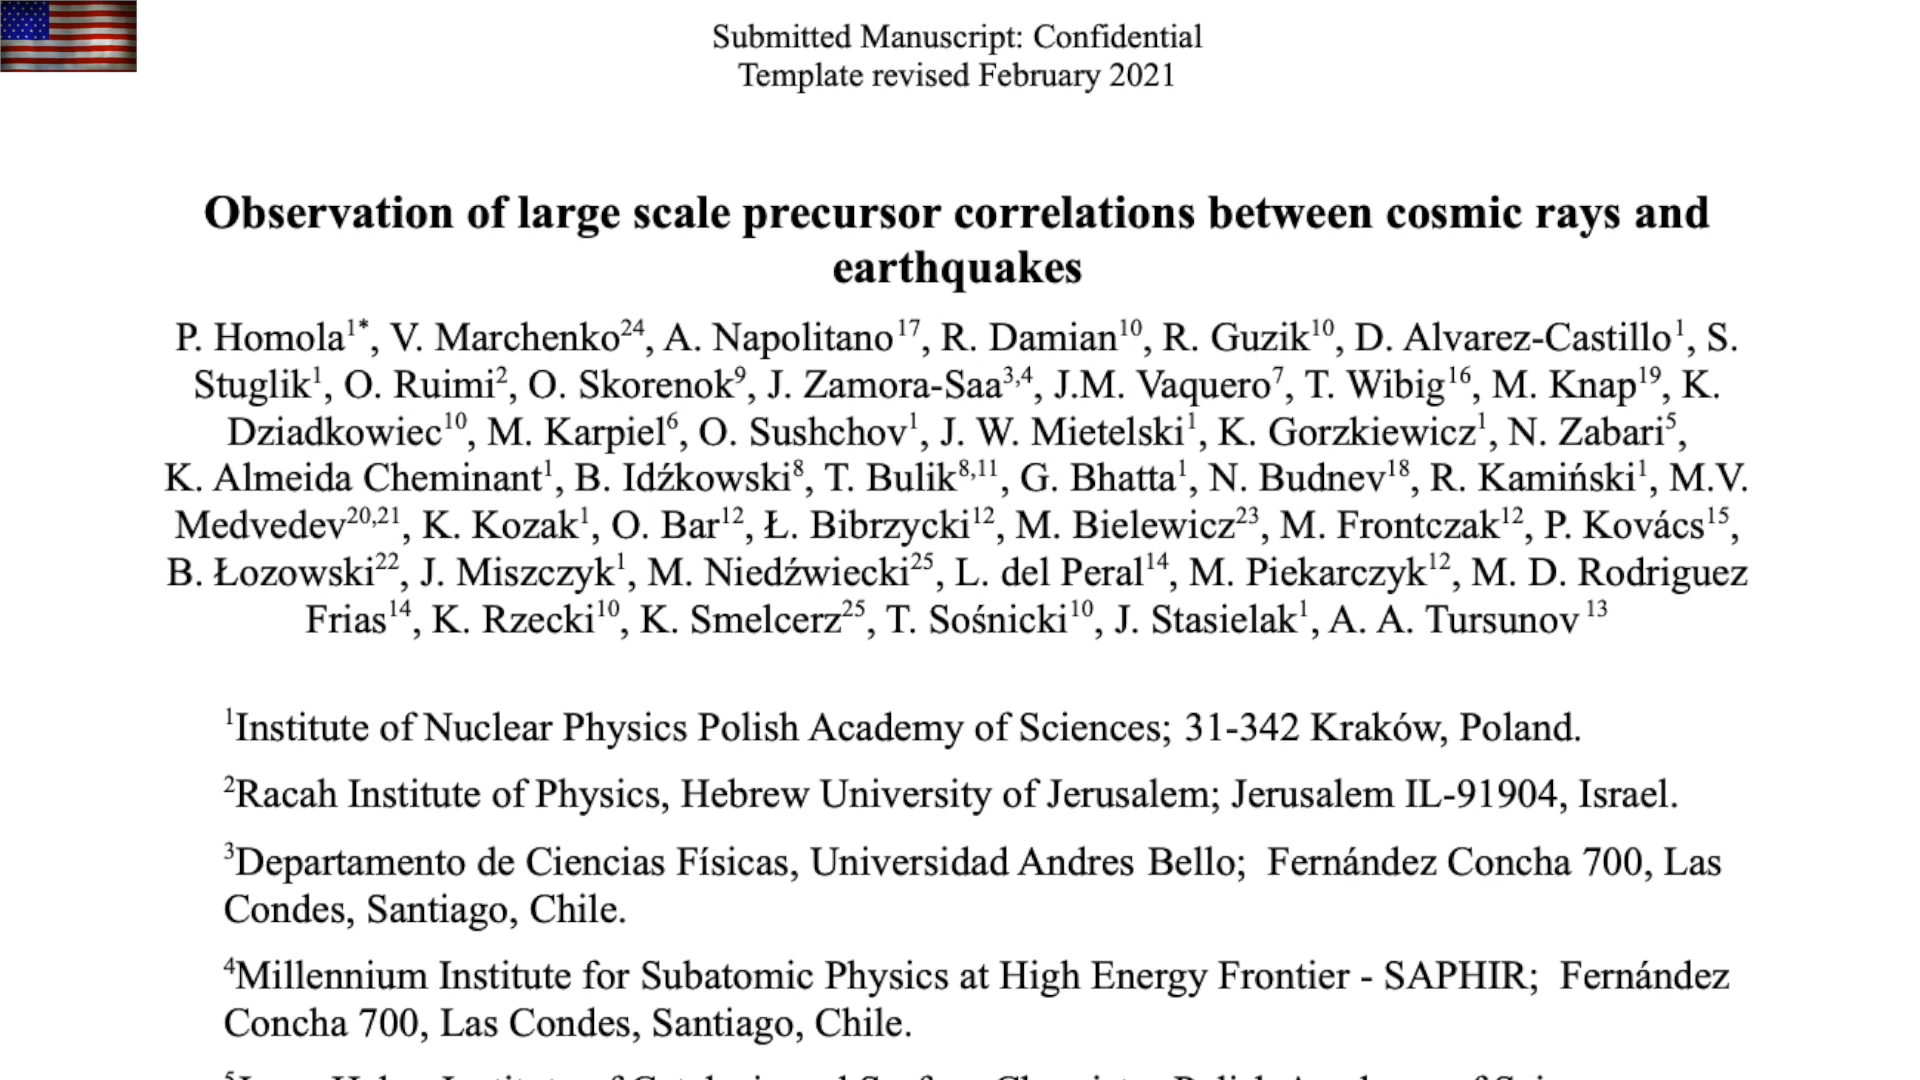 Submitted Manuscript: Confidential
Template revised February 2021
Observation of large scale precursor correlations between cosmic rays and
earthquakes
P. Homola¹*, V. Marchenko²⁴, A. Napolitano¹⁷, R. Damian¹⁰, R. Guzik¹⁰, D. Alvarez-Castillo¹, S.
Stuglik¹, O. Ruimi², O. Skorenok⁹, J. Zamora-Saa³,⁴, J.M. Vaquero⁷, T. Wibig¹⁶, M. Knap¹⁹, K.
Dziadkowiec¹⁰, M. Karpiel⁶, O. Sushchov¹, J. W. Mietelski¹, K. Gorzkiewicz¹, N. Zabari⁵,
K. Almeida Cheminant¹, B. Idźkowski⁸, T. Bulik⁸,¹¹, G. Bhatta¹, N. Budnev¹⁸, R. Kamiński¹, M.V.
Medvedev²⁰,²¹, K. Kozak¹, O. Bar¹², Ł. Bibrzycki¹², M. Bielewicz²³, M. Frontczak¹², P. Kovács¹⁵,
B. Łozowski²², J. Miszczyk¹, M. Niedźwiecki²⁵, L. del Peral¹⁴, M. Piekarczyk¹², M. D. Rodriguez
Frias¹⁴, K. Rzecki¹⁰, K. Smelcerz²⁵, T. Sośnicki¹⁰, J. Stasielak¹, A. A. Tursunov¹³
¹Institute of Nuclear Physics Polish Academy of Sciences; 31-342 Kraków, Poland.
²Racah Institute of Physics, Hebrew University of Jerusalem; Jerusalem IL-91904, Israel.
³Departamento de Ciencias Físicas, Universidad Andres Bello; Fernández Concha 700, Las
Condes, Santiago, Chile.
⁴Millennium Institute for Subatomic Physics at High Energy Frontier - SAPHIR; Fernández
Concha 700, Las Condes, Santiago, Chile.